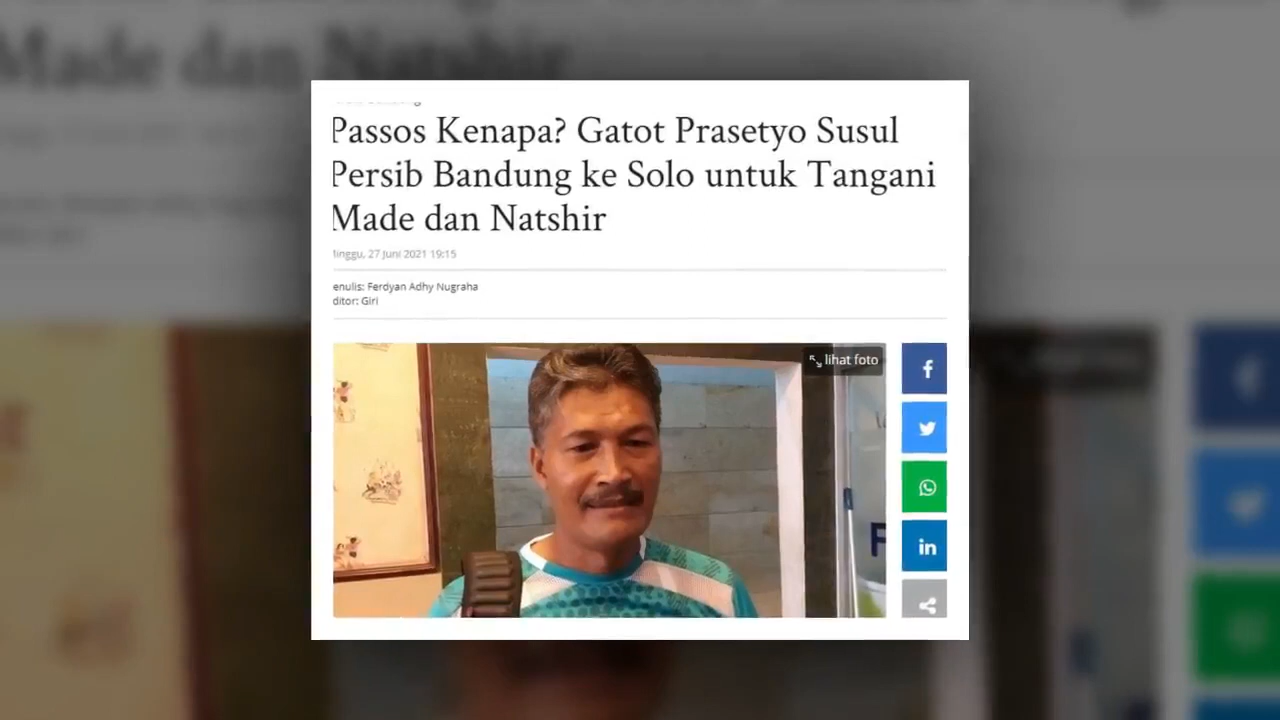 Passos Kenapa? Gatot Prasetyo Susul
Persib Bandung ke Solo untuk Tangani
Made dan Natshir
inggu, 27 Juni 2021 19:15
enulis: Ferdyan Adhy Nugraha
ditor: Giri
lihat foto
f
in
F
Made dan Natshir